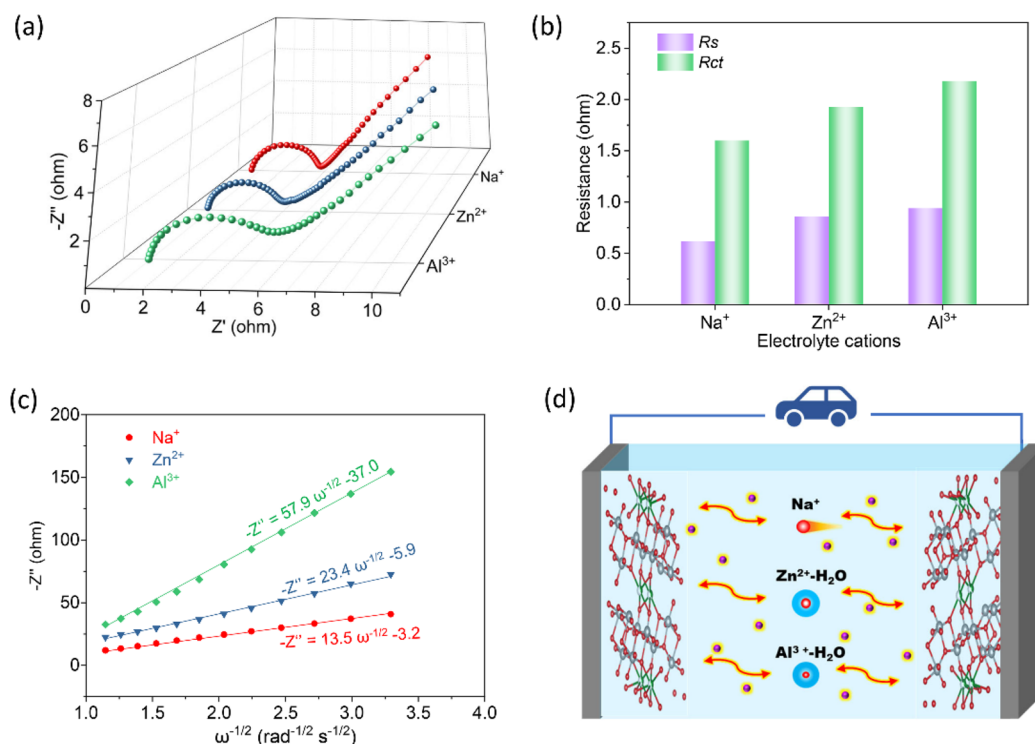 (a)
8
6
4
2
-Z'' (ohm)
0
2
4
6
8
10
Z' (ohm)
Na⁺
Zn²⁺
Al³⁺
(b)
2.5
2.0
1.5
1.0
0.5
0.0
Resistance (ohm)
Rs
Rct
Na⁺
Zn²⁺
Al³⁺
Electrolyte cations
(c)
200
150
100
50
0
-Z'' (ohm)
Na⁺
Zn²⁺
Al³⁺
-Z'' = 57.9 ω⁻¹/² -37.0
-Z'' = 23.4 ω⁻¹/² -5.9
-Z'' = 13.5 ω⁻¹/² -3.2
1.0
1.5
2.0
2.5
3.0
3.5
4.0
ω⁻¹/² (rad⁻¹/² s⁻¹/²)
(d)
Na⁺
Zn²⁺-H2O
Al³⁺-H2O